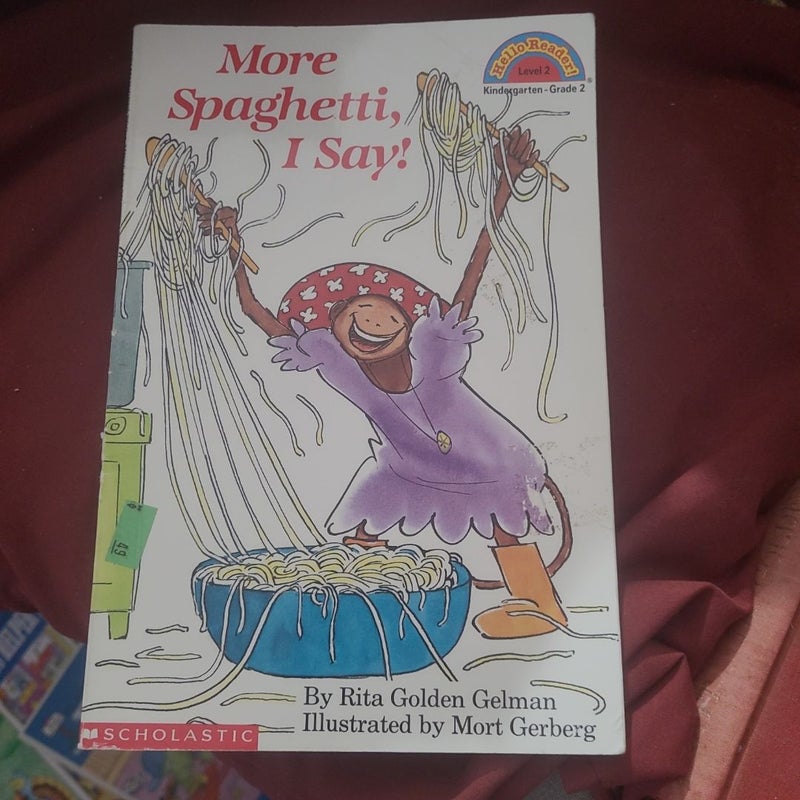 More
Spaghetti,
I Say!
Hello Reader!
Level 2
Kindergarten - Grade 2
®
49
By Rita Golden Gelman
Illustrated by Mort Gerberg
SCHOLASTIC